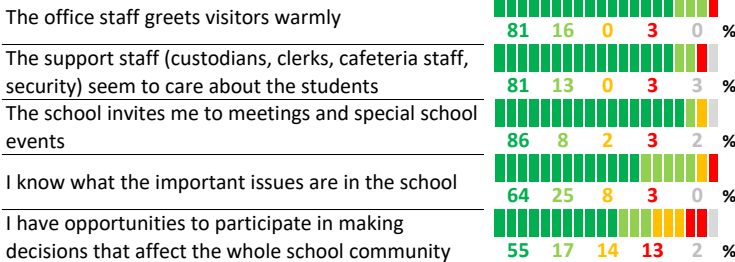 The office staff greets visitors warmly
81 16 0 3 0 %
The support staff (custodians, clerks, cafeteria staff,
security) seem to care about the students
81 13 0 3 3 %
The school invites me to meetings and special school
events
86 8 2 3 2 %
I know what the important issues are in the school
64 25 8 3 0 %
I have opportunities to participate in making
decisions that affect the whole school community
55 17 14 13 2 %